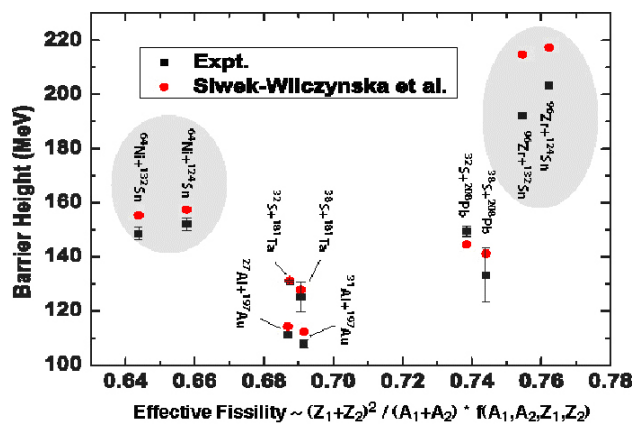 220
200
180
160
140
120
100
Barrier Height (MeV)
Expt.
Siwek-Wilczynska et al.
⁶⁴Ni+¹³²Sn
⁶⁴Ni+¹²⁴Sn
³²S+¹⁸¹Ta
³⁸S+¹⁸¹Ta
²⁷Al+¹⁹⁷Au
³¹Al+¹⁹⁷Au
³²S+²⁰⁸Pb
³⁸S+²⁰⁸Pb
⁹⁶Zr+¹³²Sn
⁹⁶Zr+¹²⁴Sn
0.64 0.66 0.68 0.70 0.72 0.74 0.76 0.78
Effective Fissility ~ (Z₁+Z₂)² / (A₁+A₂) * f(A₁,A₂,Z₁,Z₂)